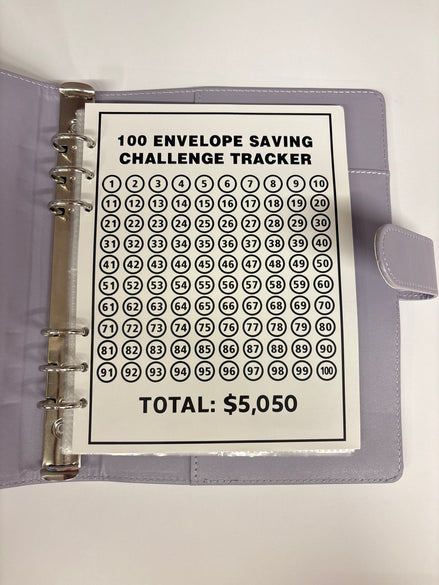 100 ENVELOPE SAVING
CHALLENGE TRACKER
1 2 3 4 5 6 7 8 9 10
11 12 13 14 15 16 17 18 19 20
21 22 23 24 25 26 27 28 29 30
31 32 33 34 35 36 37 38 39 40
41 42 43 44 45 46 47 48 49 50
51 52 53 54 55 56 57 58 59 60
61 62 63 64 65 66 67 68 69 70
71 72 73 74 75 76 77 78 79 80
81 82 83 84 85 86 87 88 89 90
91 92 93 94 95 96 97 98 99 100
TOTAL: $5,050